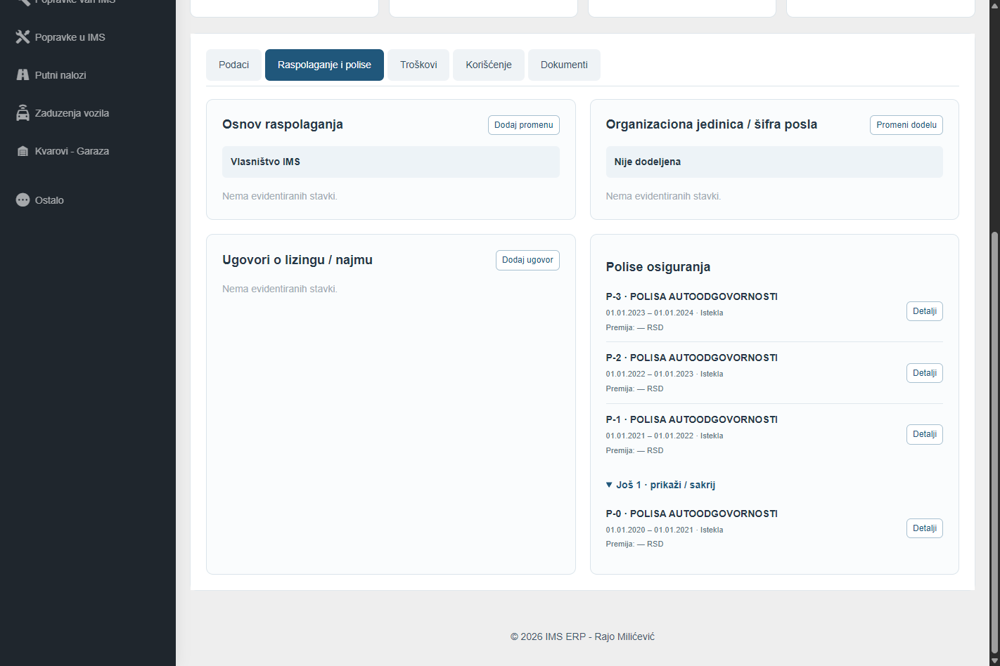 Popravke van IMS
Popravke u IMS
Putni nalozi
Zaduzenja vozila
Kvarovi - Garaza
Ostalo
Podaci
Raspolaganje i polise
Troškovi
Korišćenje
Dokumenti
Osnov raspolaganja
Dodaj promenu
Vlasništvo IMS
Nema evidentiranih stavki.
Organizaciona jedinica / šifra posla
Promeni dodelu
Nije dodeljena
Nema evidentiranih stavki.
Ugovori o lizingu / najmu
Dodaj ugovor
Nema evidentiranih stavki.
Polise osiguranja
P-3 · POLISA AUTOODGOVORNOSTI
01.01.2023 – 01.01.2024 · Istekla
Premija: — RSD
Detalji
P-2 · POLISA AUTOODGOVORNOSTI
01.01.2022 – 01.01.2023 · Istekla
Premija: — RSD
Detalji
P-1 · POLISA AUTOODGOVORNOSTI
01.01.2021 – 01.01.2022 · Istekla
Premija: — RSD
Detalji
▼ Još 1 · prikaži / sakrij
P-0 · POLISA AUTOODGOVORNOSTI
01.01.2020 – 01.01.2021 · Istekla
Premija: — RSD
Detalji
© 2026 IMS ERP - Rajo Milićević